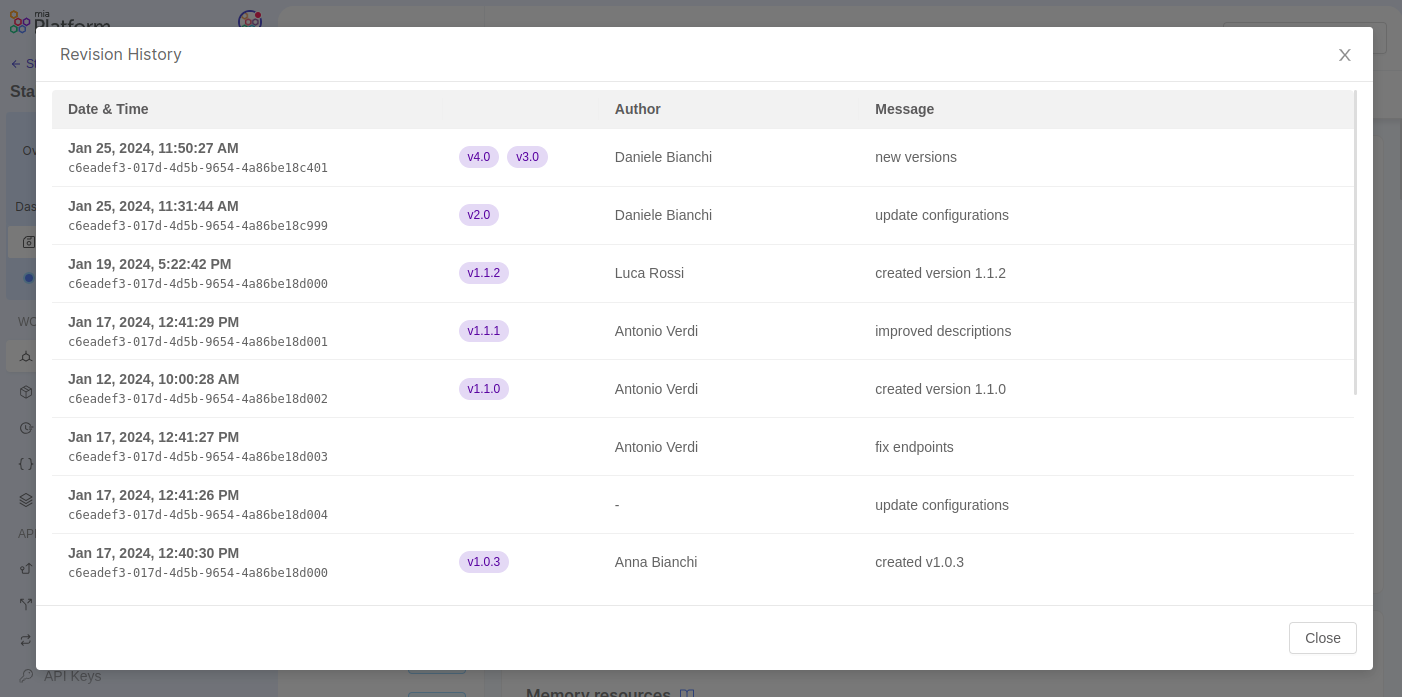 mia
Platform
Revision History
Date & Time Author Message
Jan 25, 2024, 11:50:27 AM
c6eadef3-017d-4d5b-9654-4a86be18c401
v4.0 v3.0 Daniele Bianchi new versions
Jan 25, 2024, 11:31:44 AM
c6eadef3-017d-4d5b-9654-4a86be18c999
v2.0 Daniele Bianchi update configurations
Jan 19, 2024, 5:22:42 PM
c6eadef3-017d-4d5b-9654-4a86be18d000
v1.1.2 Luca Rossi created version 1.1.2
Jan 17, 2024, 12:41:29 PM
c6eadef3-017d-4d5b-9654-4a86be18d001
v1.1.1 Antonio Verdi improved descriptions
Jan 12, 2024, 10:00:28 AM
c6eadef3-017d-4d5b-9654-4a86be18d002
v1.1.0 Antonio Verdi created version 1.1.0
Jan 17, 2024, 12:41:27 PM
c6eadef3-017d-4d5b-9654-4a86be18d003
Antonio Verdi fix endpoints
Jan 17, 2024, 12:41:26 PM
c6eadef3-017d-4d5b-9654-4a86be18d004
- update configurations
Jan 17, 2024, 12:40:30 PM
c6eadef3-017d-4d5b-9654-4a86be18d000
v1.0.3 Anna Bianchi created v1.0.3
Close
API Keys
Memory resources